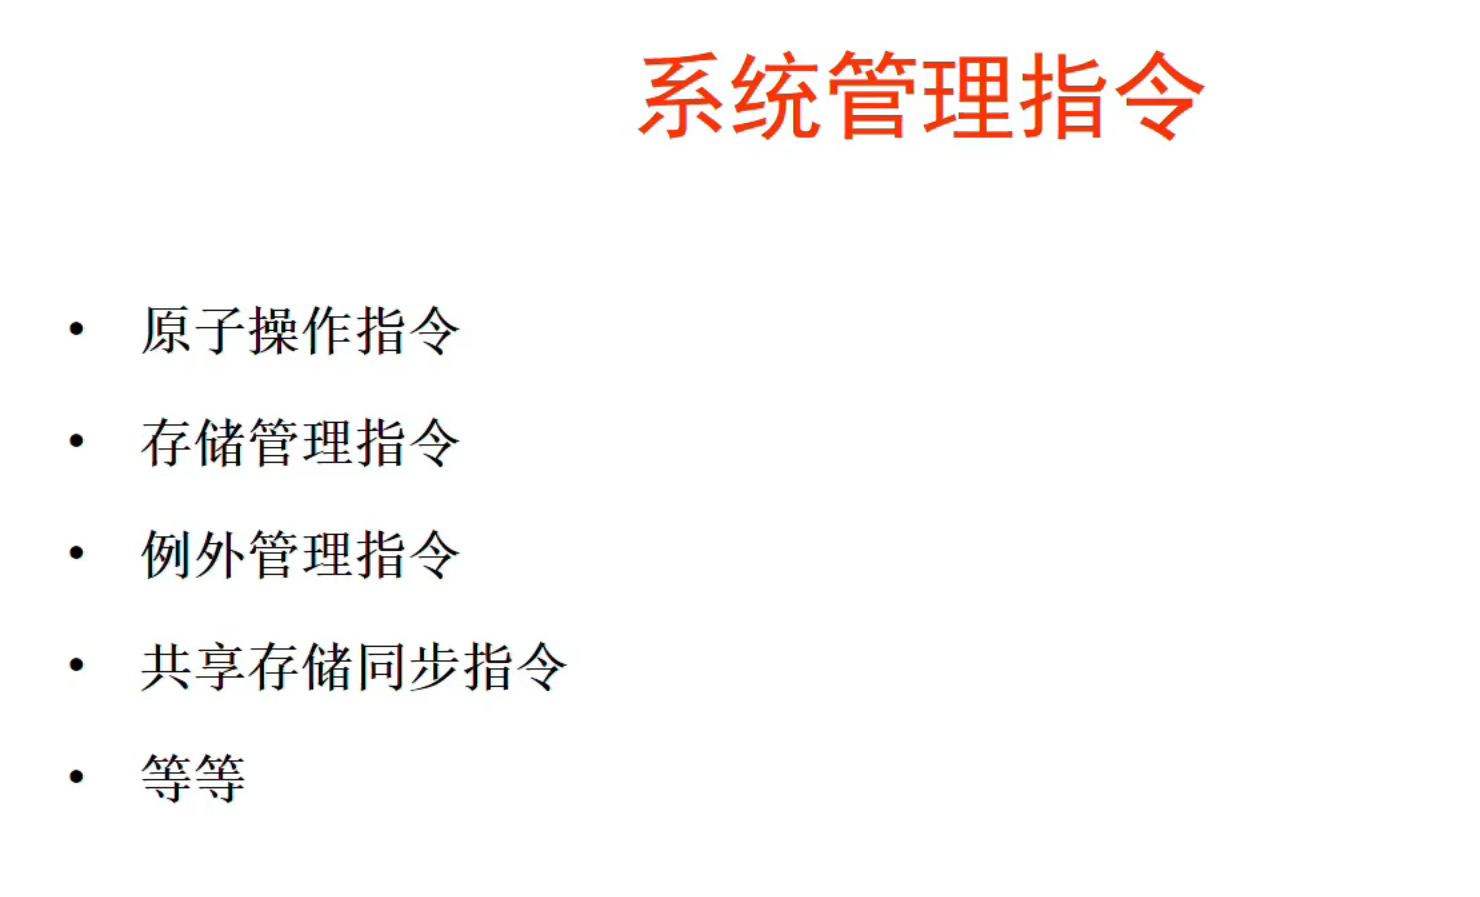 系统管理指令
• 原子操作指令
• 存储管理指令
• 例外管理指令
• 共享存储同步指令
• 等等